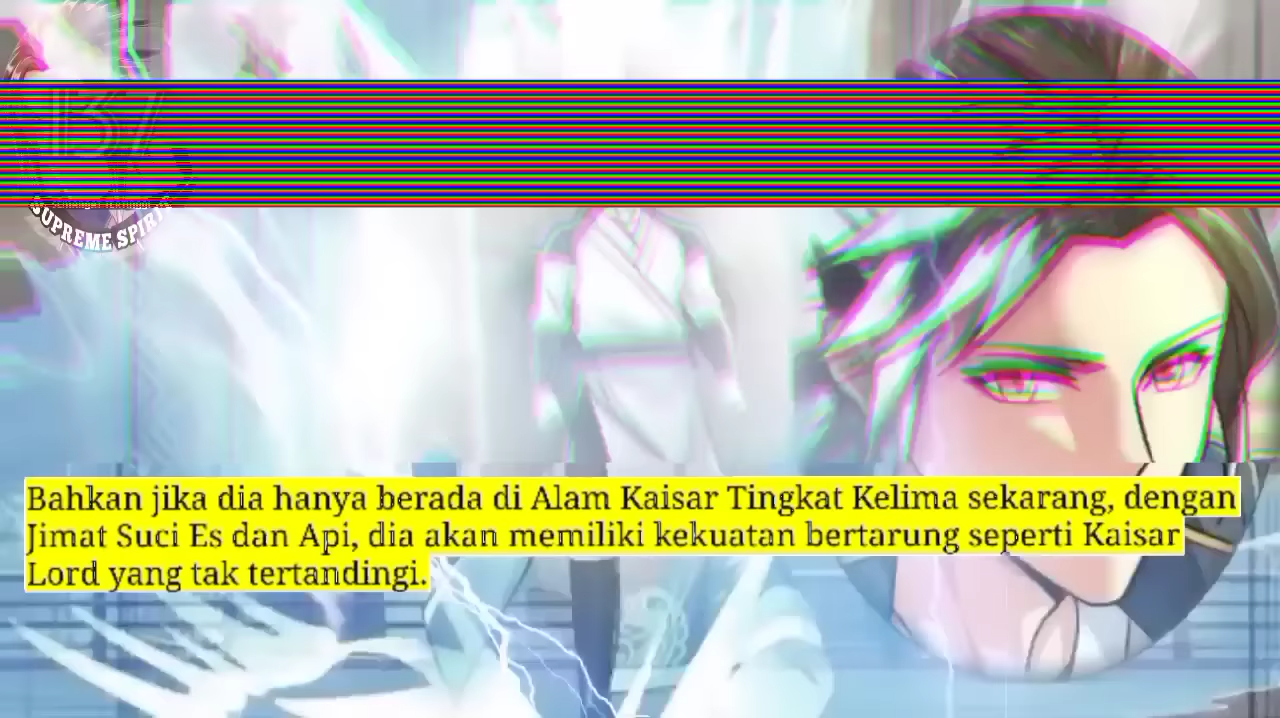 137
SUPREME SPIRIT
Bahkan jika dia hanya berada di Alam Kaisar Tingkat Kelima sekarang, dengan
Jimat Suci Es dan Api, dia akan memiliki kekuatan bertarung seperti Kaisar
Lord yang tak tertandingi.